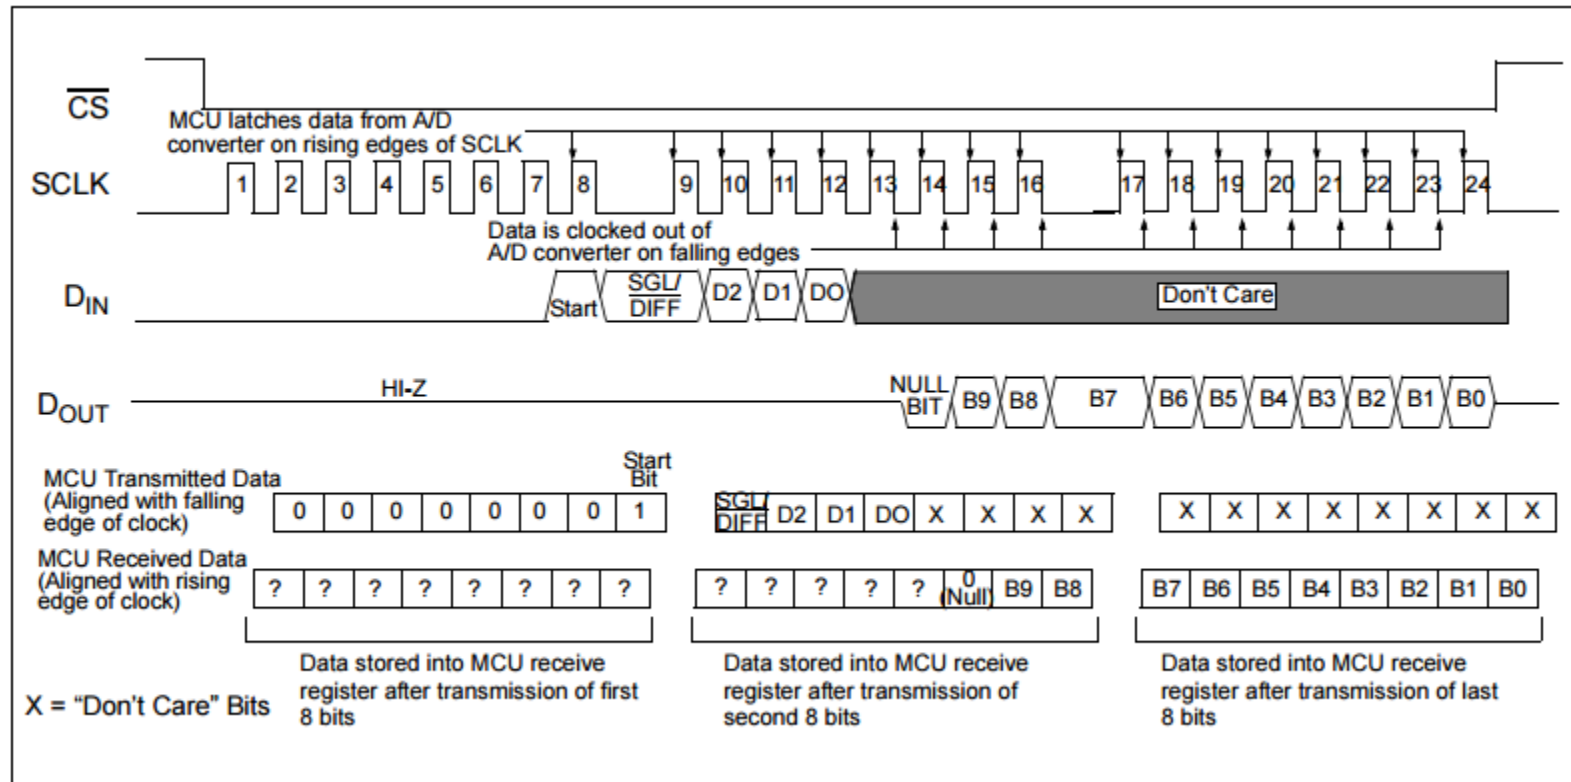 CS
MCU latches data from A/D
converter on rising edges of SCLK
SCLK
1 2 3 4 5 6 7 8 9 10 11 12 13 14 15 16 17 18 19 20 21 22 23 24
Data is clocked out of
A/D converter on falling edges
DIN
Start
SGL/
DIFF
D2 D1 DO
Don't Care
DOUT
HI-Z
NULL
BIT
B9 B8 B7 B6 B5 B4 B3 B2 B1 B0
MCU Transmitted Data
(Aligned with falling
edge of clock)
Start
Bit
0 0 0 0 0 0 0 1
SGL/
DIFF
D2 D1 DO X X X X
X X X X X X X X
MCU Received Data
(Aligned with rising
edge of clock)
? ? ? ? ? ? ? ?
? ? ? ? ? 0
(Null)
B9 B8
B7 B6 B5 B4 B3 B2 B1 B0
Data stored into MCU receive
register after transmission of first
8 bits
Data stored into MCU receive
register after transmission of
second 8 bits
Data stored into MCU receive
register after transmission of last
8 bits
X = “Don't Care” Bits